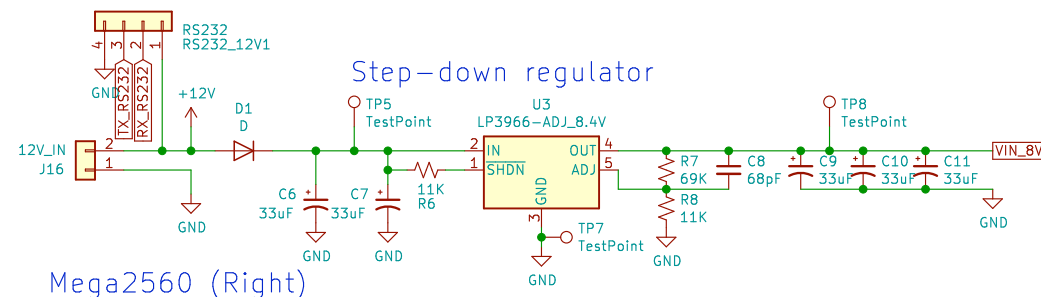 RS232
RS232_12V1
4
3
2
1
GND
TX_RS232
RX_RS232
+12V
Step-down regulator
D1
D
TP5
TestPoint
U3
LP3966-ADJ_8.4V
TP8
TestPoint
12V_IN
J16
2
1
2
IN
1
SHDN
OUT
4
ADJ
5
GND
3
11K
R6
C6
33uF
C7
33uF
R7
69K
R8
11K
C8
68pF
C9
33uF
C10
33uF
C11
33uF
VIN_8V
GND
GND
GND
TP7
TestPoint
GND
GND
GND
Mega2560 (Right)